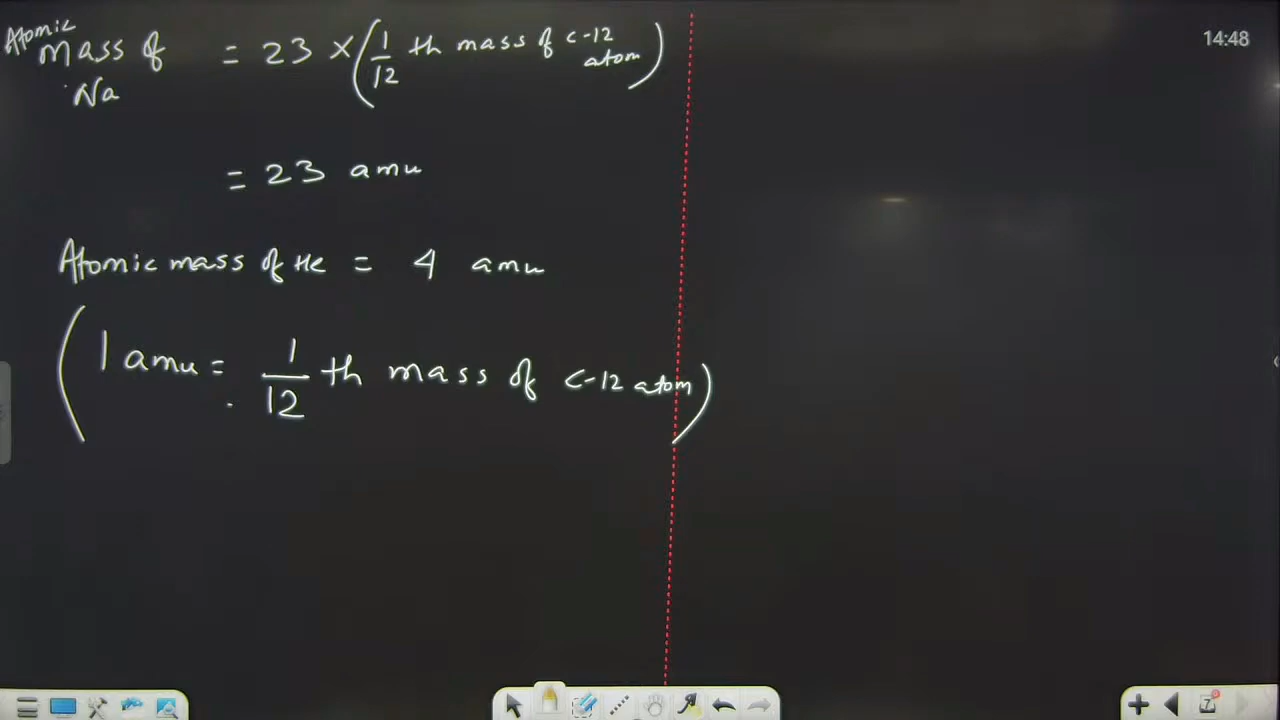 Atomic
mass of = 23 × (1/12 th mass of C-12 atom)
Na
= 23 amu
Atomic mass of He = 4 amu
(1 amu = 1/12 th mass of C-12 atom)
14:48
7